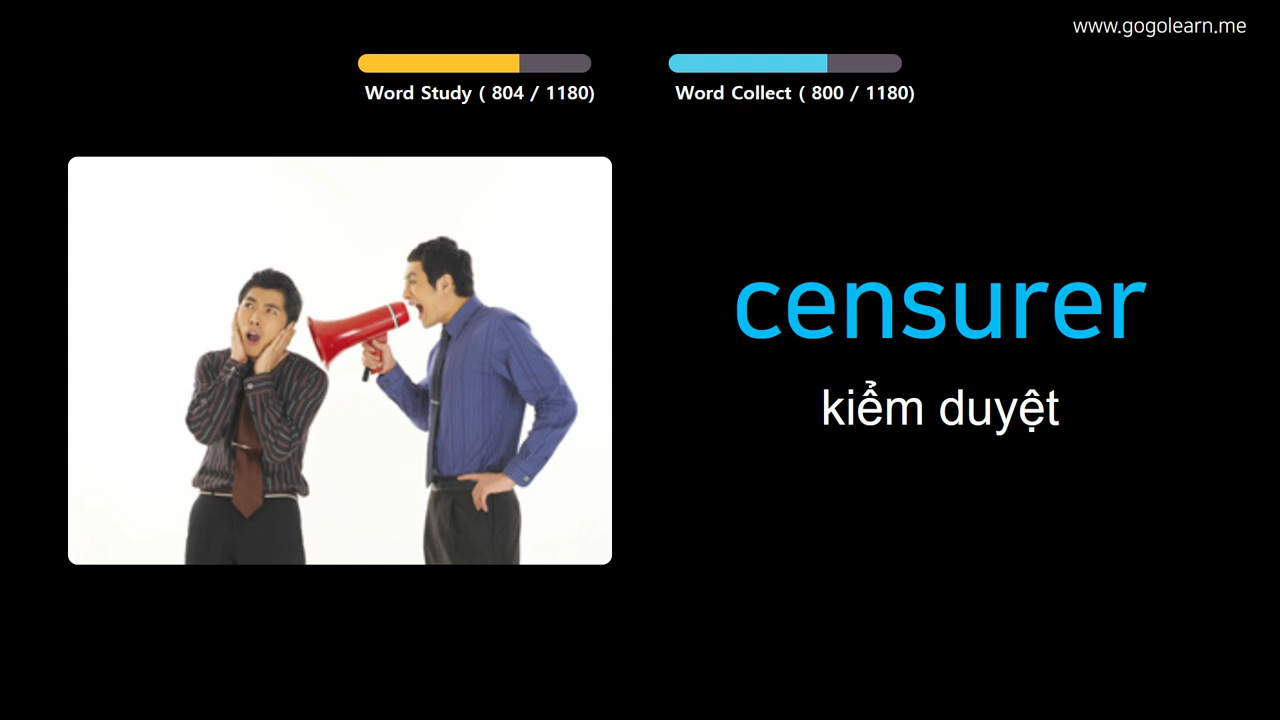 www.gogolearn.me
Word Study ( 804 / 1180)
Word Collect ( 800 / 1180)
censurer
kiểm duyệt